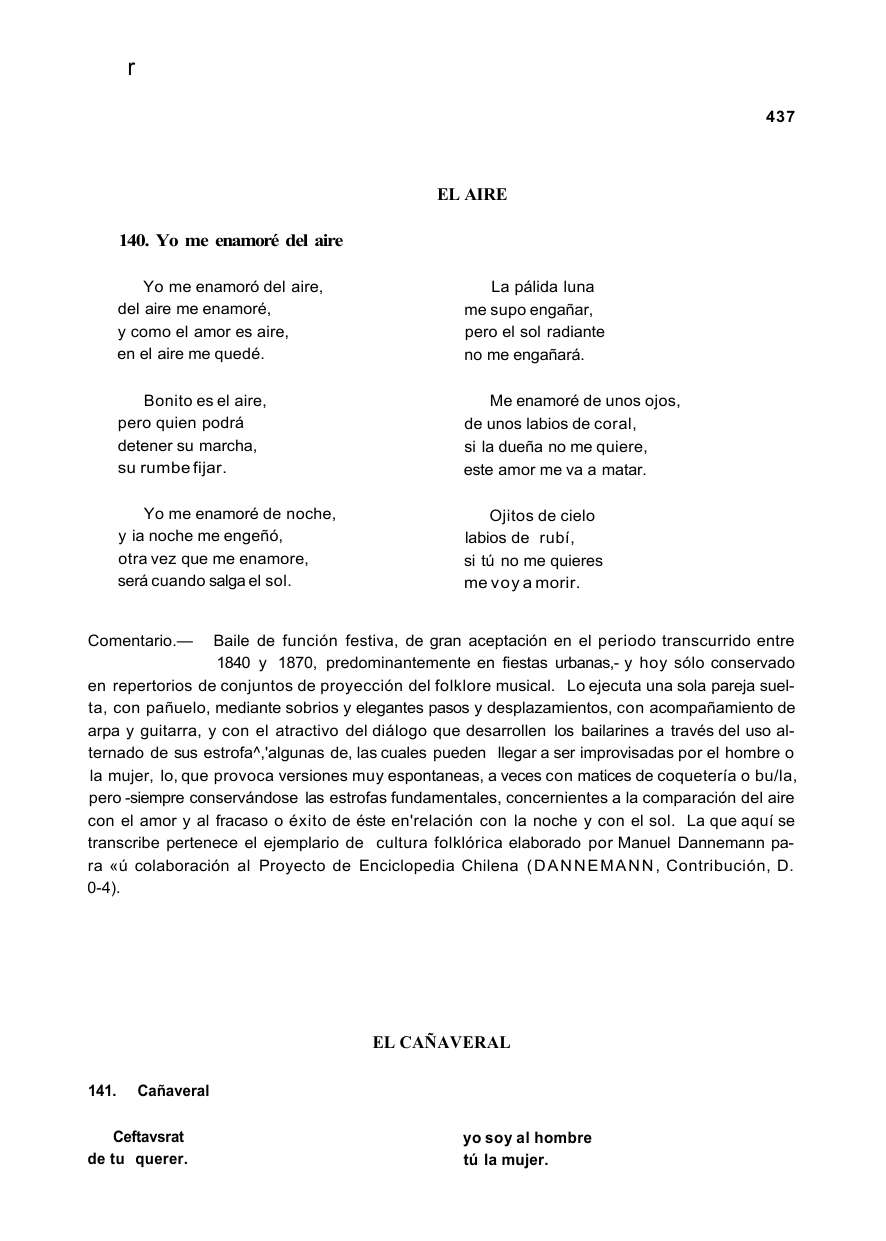 r
437
EL AIRE
140. Yo me enamoré del aire
Yo me enamoró del aire,
del aire me enamoré,
y como el amor es aire,
en el aire me quedé.
Bonito es el aire,
pero quien podrá
detener su marcha,
su rumbe fijar.
Yo me enamoré de noche,
y ia noche me engeñó,
otra vez que me enamore,
será cuando salga el sol.
La pálida luna
me supo engañar,
pero el sol radiante
no me engañará.
Me enamoré de unos ojos,
de unos labios de coral,
si la dueña no me quiere,
este amor me va a matar.
Ojitos de cielo
labios de rubí,
si tú no me quieres
me voy a morir.
Comentario.— Baile de función festiva, de gran aceptación en el periodo transcurrido entre
1840 y 1870, predominantemente en fiestas urbanas,- y hoy sólo conservado
en repertorios de conjuntos de proyección del folklore musical. Lo ejecuta una sola pareja suel-
ta, con pañuelo, mediante sobrios y elegantes pasos y desplazamientos, con acompañamiento de
arpa y guitarra, y con el atractivo del diálogo que desarrollen los bailarines a través del uso al-
ternado de sus estrofa^,'algunas de, las cuales pueden llegar a ser improvisadas por el hombre o
la mujer, lo, que provoca versiones muy espontaneas, a veces con matices de coquetería o bu/la,
pero -siempre conservándose las estrofas fundamentales, concernientes a la comparación del aire
con el amor y al fracaso o éxito de éste en'relación con la noche y con el sol. La que aquí se
transcribe pertenece el ejemplario de cultura folklórica elaborado por Manuel Dannemann pa-
ra «ú colaboración al Proyecto de Enciclopedia Chilena (DANNEMANN, Contribución, D.
0-4).
EL CAÑAVERAL
141. Cañaveral
Ceftavsrat
de tu querer.
yo soy al hombre
tú la mujer.